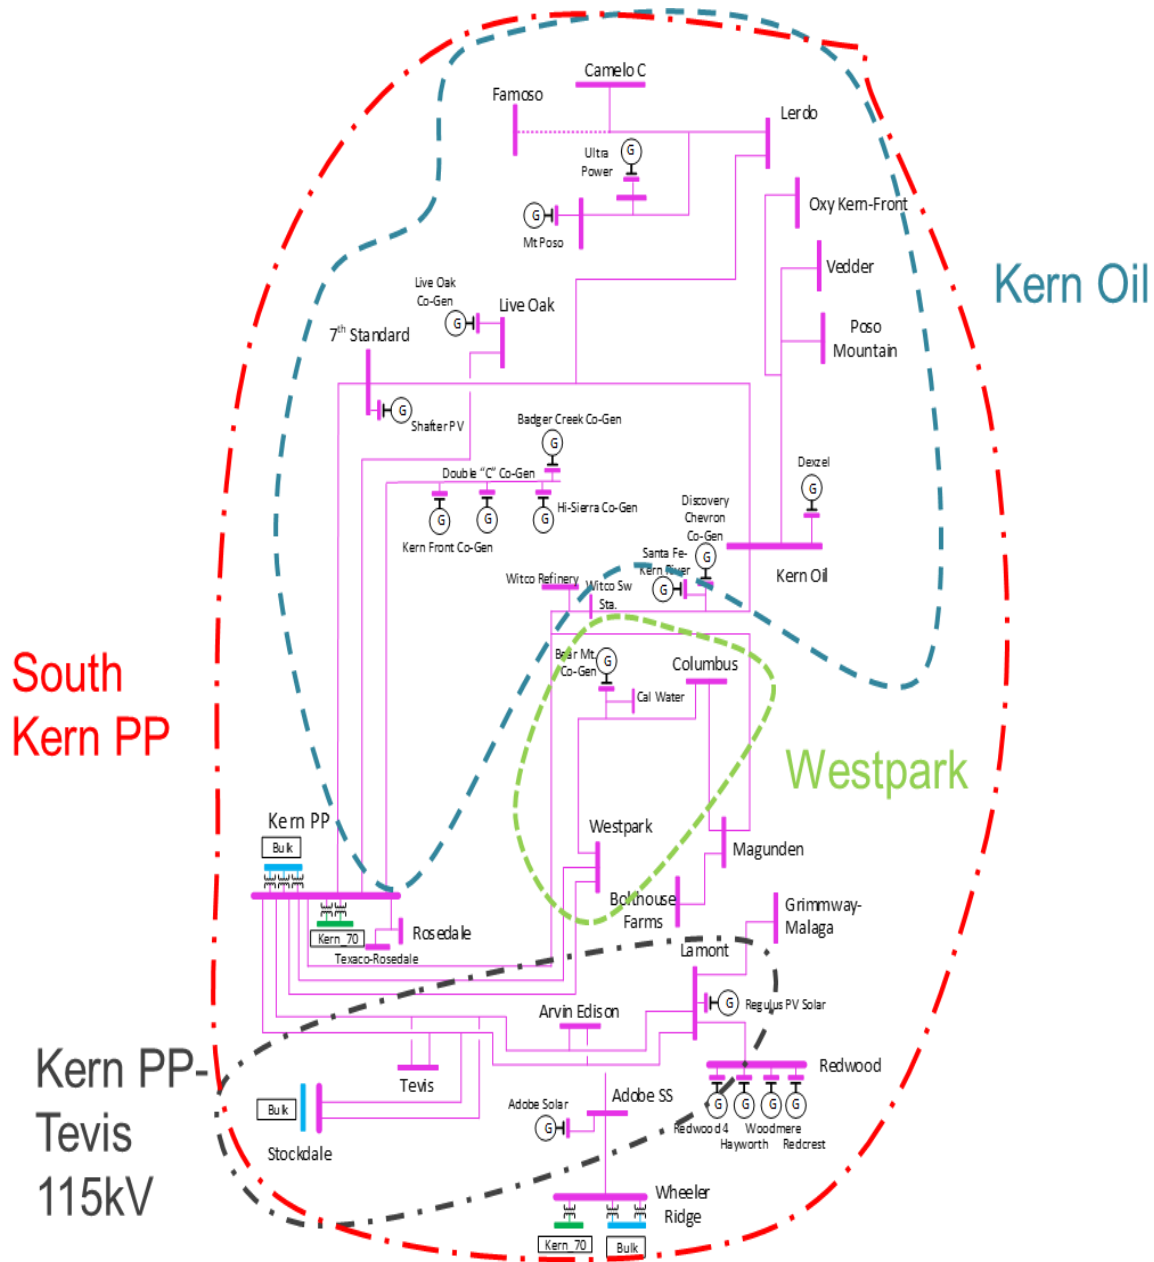 Camelo C
Famoso
Lerdo
Ultra
Power
G
Oxy Kern-Front
G
Mt Poso
Vedder
Kern Oil
Live Oak
Co-Gen
Live Oak
G
7th Standard
Poso
Mountain
G
Shafter PV
Badger Creek Co-Gen
G
Double "C" Co-Gen
Dexzel
G
Hi-Sierra Co-Gen
G
G
G
Kern Front Co-Gen
Discovery
Chevron
Co-Gen
G
Santa Fe-
Kern River
G
Kern Oil
Witco Refinery
Witco Sw
Sta.
South
Kern PP
Bear Mt.
Co-Gen
G
Columbus
Cal Water
Westpark
Kern PP
Bulk
Westpark
Magunden
Bolthouse
Farms
Grimmway-
Malaga
Kern_70
Rosedale
Texaco-Rosedale
Lamont
G
Regulus PV Solar
Arvin Edison
Kern PP-
Tevis
115kV
Tevis
Redwood
G
G
G
G
Redwood 4
Woodmere
Hayworth
Redcrest
Bulk
Stockdale
Adobe SS
Adobe Solar
G
Wheeler
Ridge
Kern_70
Bulk